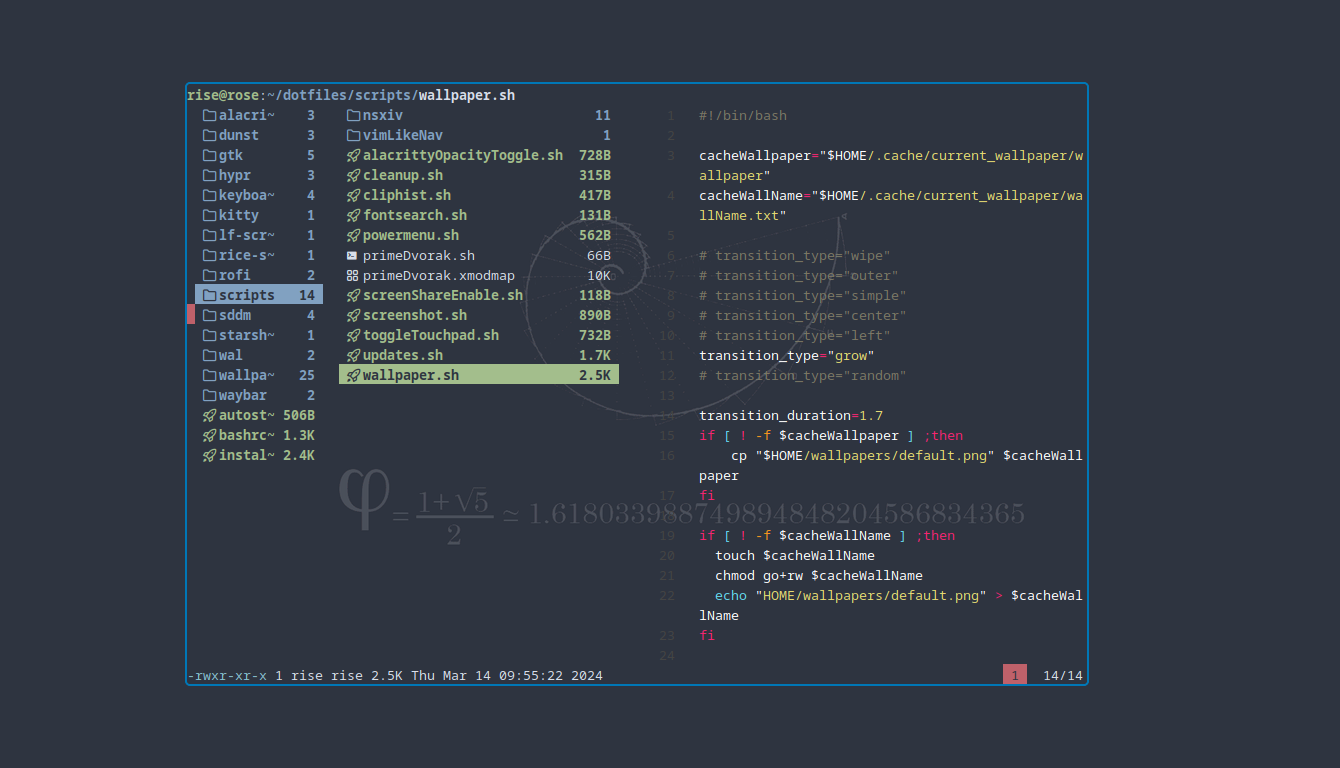 rise@rose:~/dotfiles/scripts/wallpaper.sh
alacri~ 3
dunst 3
gtk 5
hypr 3
keyboa~ 4
kitty 1
lf-scr~ 1
rice-s~ 1
rofi 2
scripts 14
sddm 4
starsh~ 1
wal 2
wallpa~ 25
waybar 2
autost~ 506B
bashrc~ 1.3K
instal~ 2.4K
nsxiv 11
vimLikeNav 1
alacrittyOpacityToggle.sh 728B
cleanup.sh 315B
cliphist.sh 417B
fontsearch.sh 131B
powermenu.sh 562B
primeDvorak.sh 66B
primeDvorak.xmodmap 10K
screenShareEnable.sh 118B
screenshot.sh 890B
toggleTouchpad.sh 732B
updates.sh 1.7K
wallpaper.sh 2.5K
1 #!/bin/bash
2
3 cacheWallpaper="$HOME/.cache/current_wallpaper/w
allpaper"
4 cacheWallName="$HOME/.cache/current_wallpaper/wa
llName.txt"
5
6 # transition_type="wipe"
7 # transition_type="outer"
8 # transition_type="simple"
9 # transition_type="center"
10 # transition_type="left"
11 transition_type="grow"
12 # transition_type="random"
13
14 transition_duration=1.7
15 if [ ! -f $cacheWallpaper ] ;then
16     cp "$HOME/wallpapers/default.png" $cacheWall
paper
17 fi
19 if [ ! -f $cacheWallName ] ;then
20   touch $cacheWallName
21   chmod go+rw $cacheWallName
22   echo "HOME/wallpapers/default.png" > $cacheWal
lName
23 fi
24
φ = 1+√5 / 2 ≃ 1.61803398874989484820458683​4365
-rwxr-xr-x 1 rise rise 2.5K Thu Mar 14 09:55:22 2024 1 14/14